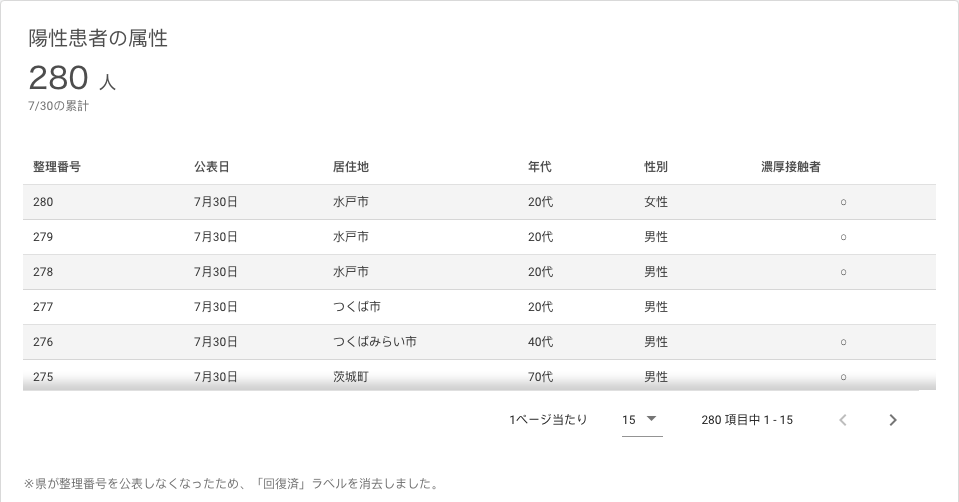 陽性患者の属性
280 人
7/30の累計
整理番号 公表日 居住地 年代 性別 濃厚接触者
280 7月30日 水戸市 20代 女性 ○
279 7月30日 水戸市 20代 男性 ○
278 7月30日 水戸市 20代 男性 ○
277 7月30日 つくば市 20代 男性
276 7月30日 つくばみらい市 40代 男性 ○
275 7月30日 茨城町 70代 男性 ○
1ページ当たり 15 280 項目中 1 - 15
※県が整理番号を公表しなくなったため、「回復済」ラベルを消去しました。